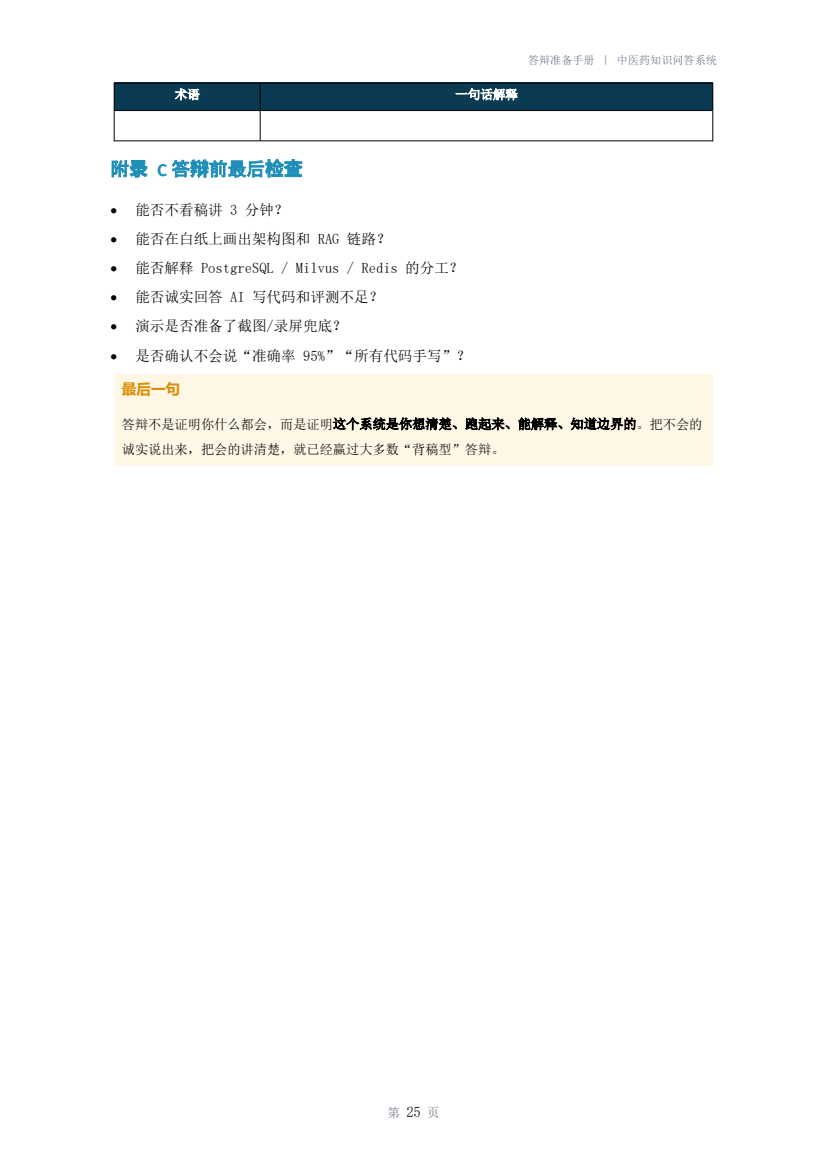 答辩准备手册 | 中医药知识问答系统
术语 一句话解释
附录 C 答辩前最后检查
• 能否不看稿讲 3 分钟？
• 能否在白纸上画出架构图和 RAG 链路？
• 能否解释 PostgreSQL / Milvus / Redis 的分工？
• 能否诚实回答 AI 写代码和评测不足？
• 演示是否准备了截图/录屏兜底？
• 是否确认不会说“准确率 95%”“所有代码手写”？
最后一句
答辩不是证明你什么都会，而是证明这个系统是你想清楚、跑起来、能解释、知道边界的。把不会的
诚实说出来，把会的讲清楚，就已经赢过大多数“背稿型”答辩。
第 25 页